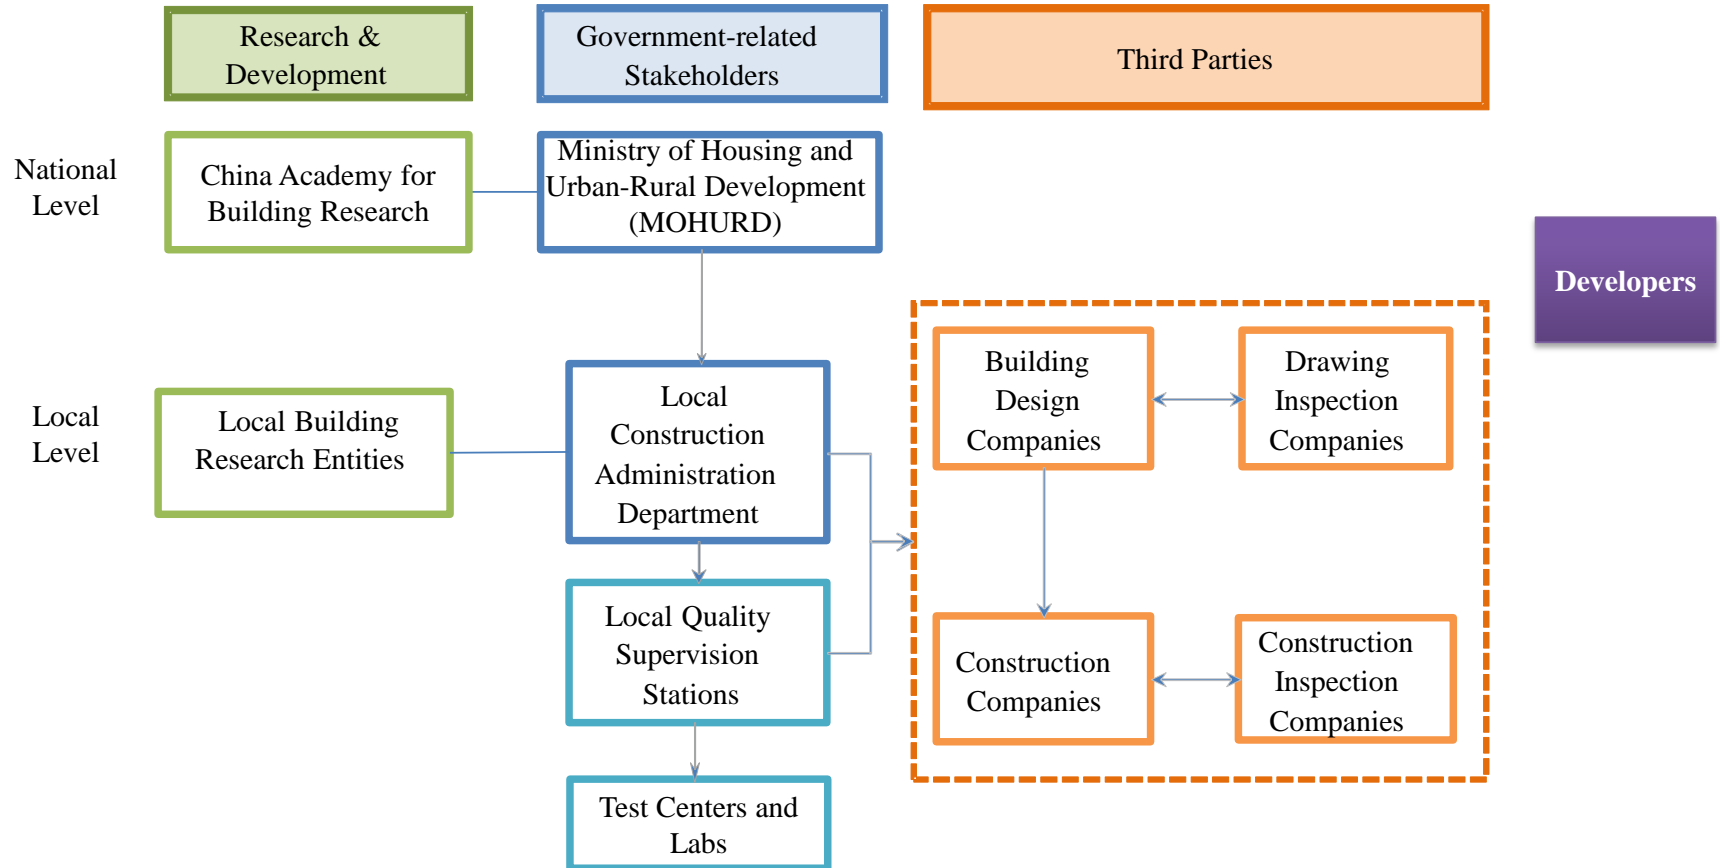 Research &
Development
Government-related
Stakeholders
Third Parties
National
Level
China Academy for
Building Research
Ministry of Housing and
Urban-Rural Development
(MOHURD)
Developers
Local
Level
Local Building
Research Entities
Local
Construction
Administration
Department
Building
Design
Companies
Drawing
Inspection
Companies
Local Quality
Supervision
Stations
Construction
Companies
Construction
Inspection
Companies
Test Centers and
Labs